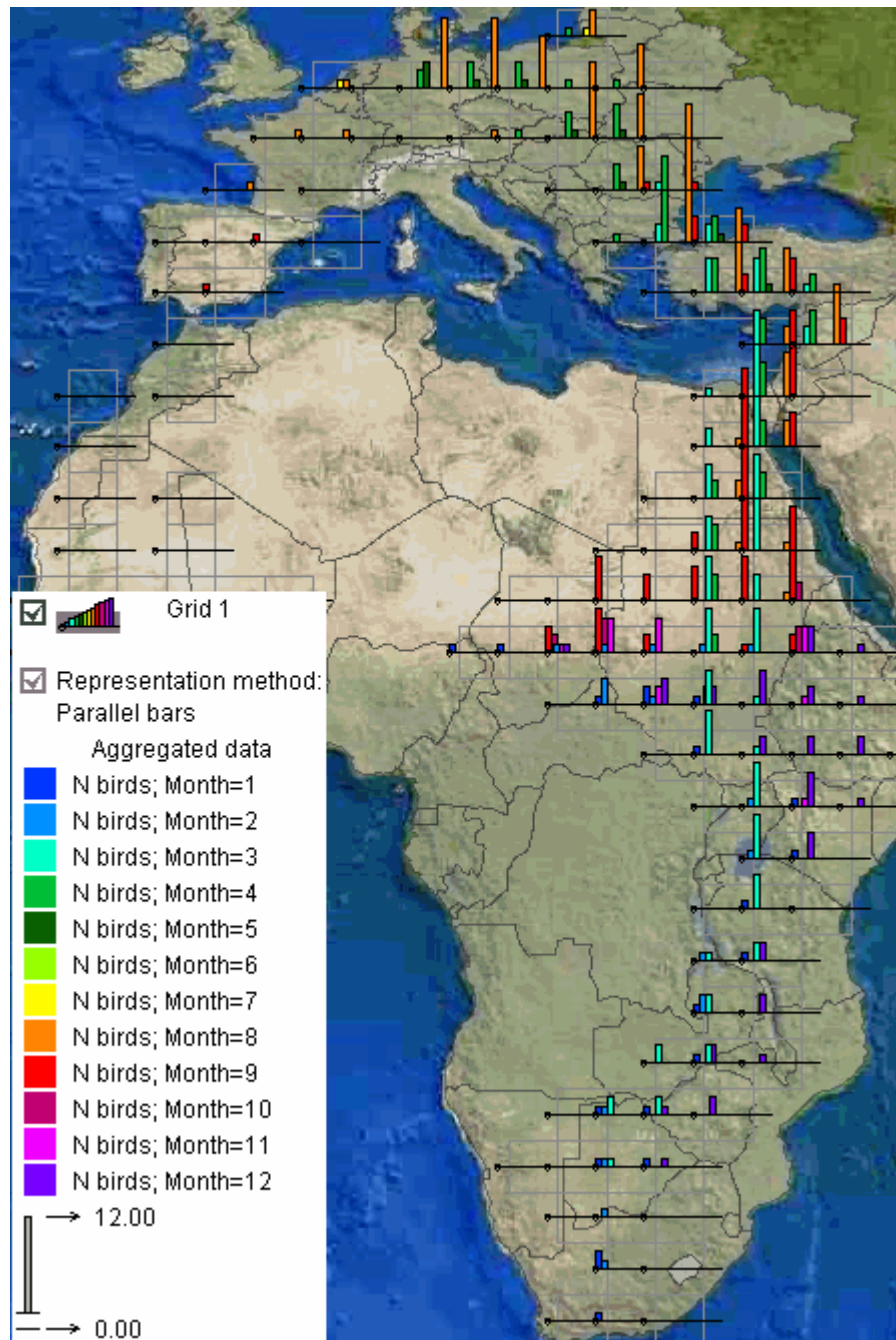 Grid 1
Representation method:
Parallel bars
Aggregated data
N birds; Month=1
N birds; Month=2
N birds; Month=3
N birds; Month=4
N birds; Month=5
N birds; Month=6
N birds; Month=7
N birds; Month=8
N birds; Month=9
N birds; Month=10
N birds; Month=11
N birds; Month=12
12.00
0.00